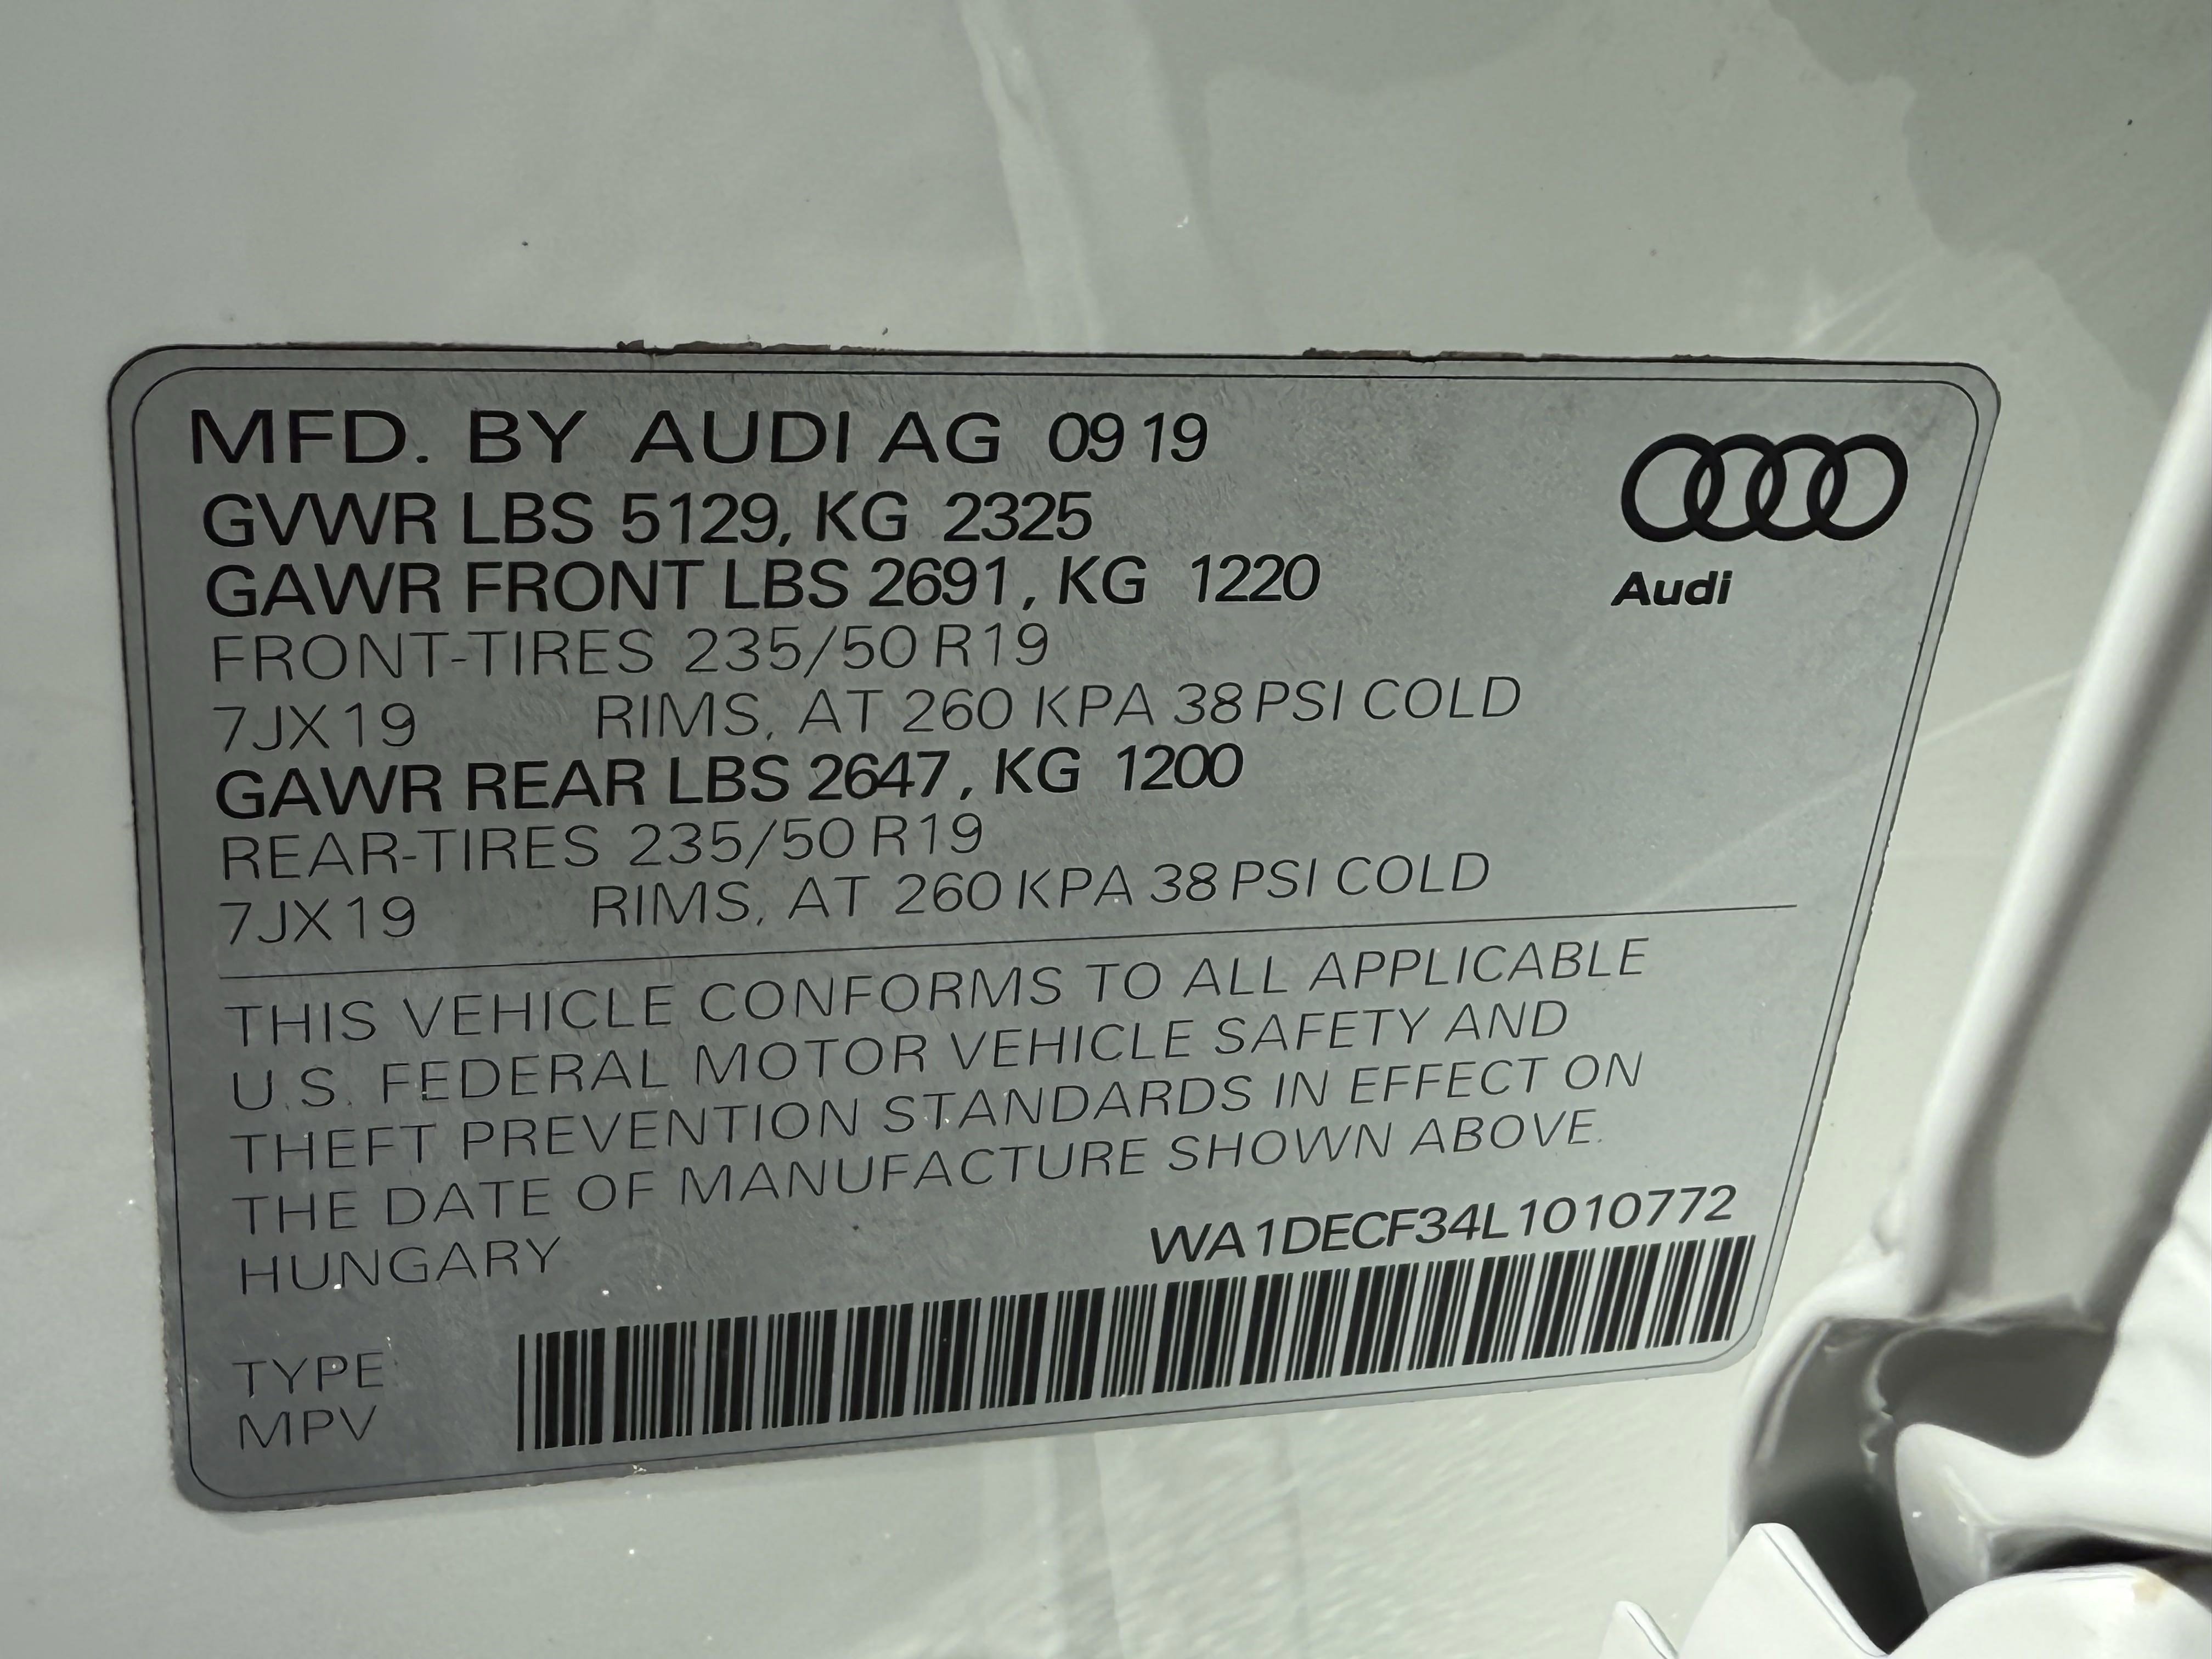 MFD. BY AUDI AG 09 19
GVWR LBS 5129, KG 2325
GAWR FRONT LBS 2691, KG 1220
FRONT-TIRES 235/50 R19
7JX19 RIMS, AT 260 KPA 38 PSI COLD
GAWR REAR LBS 2647, KG 1200
REAR-TIRES 235/50 R19
7JX19 RIMS, AT 260 KPA 38 PSI COLD
Audi
THIS VEHICLE CONFORMS TO ALL APPLICABLE
U.S. FEDERAL MOTOR VEHICLE SAFETY AND
THEFT PREVENTION STANDARDS IN EFFECT ON
THE DATE OF MANUFACTURE SHOWN ABOVE.
HUNGARY
WA1DECF34L1010772
TYPE
MPV